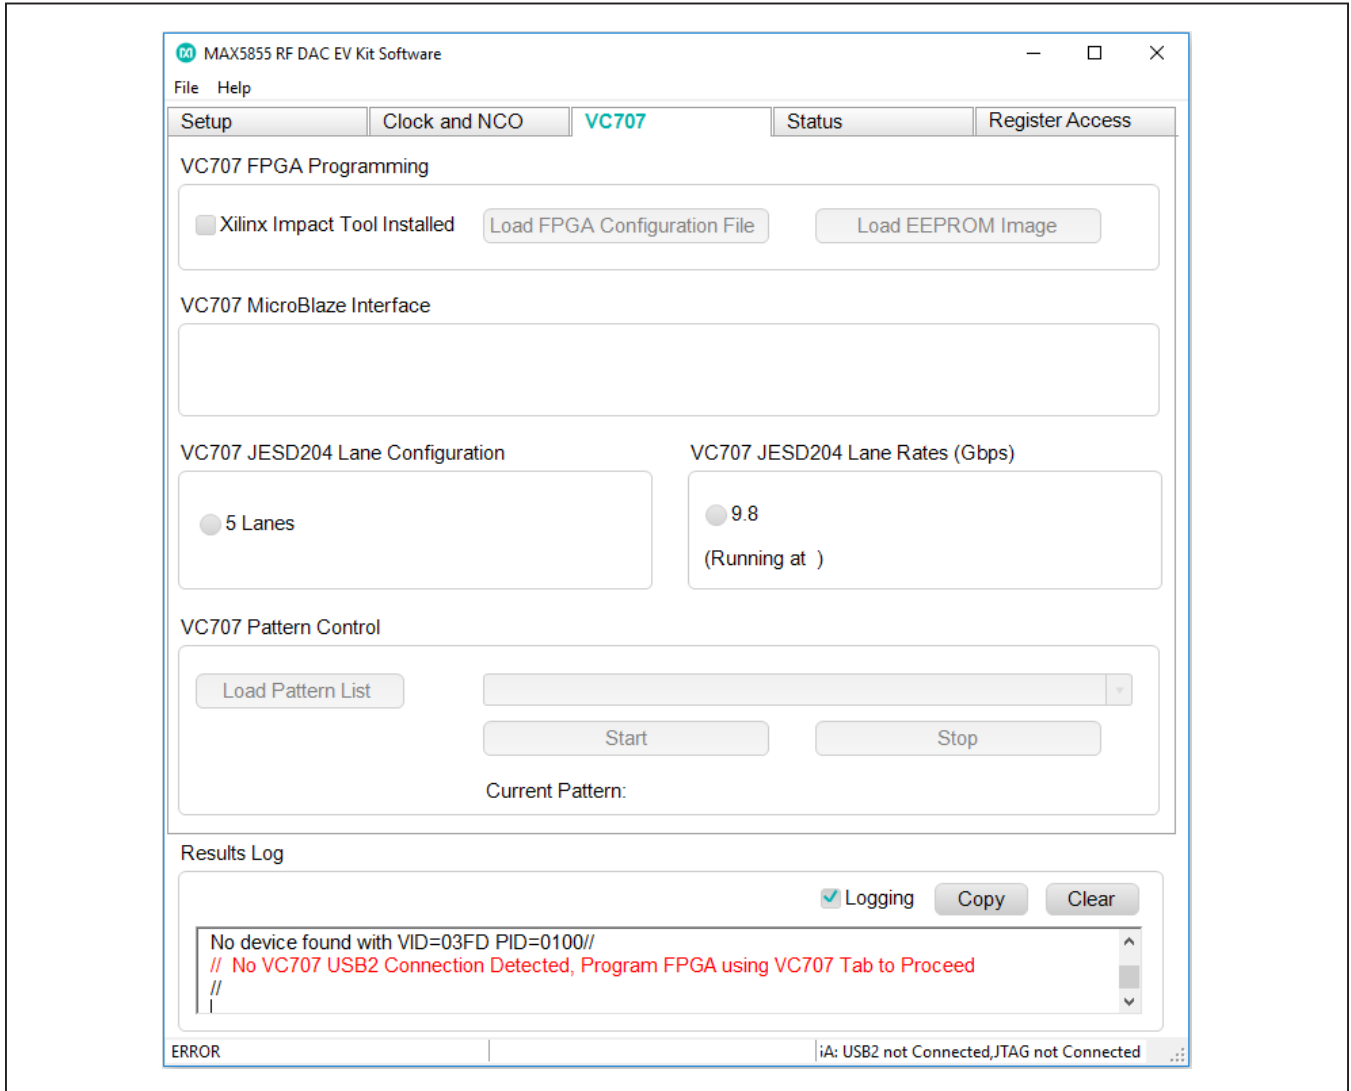 MAX5855 RF DAC EV Kit Software
File Help
Setup Clock and NCO VC707 Status Register Access
VC707 FPGA Programming
Xilinx Impact Tool Installed Load FPGA Configuration File Load EEPROM Image
VC707 MicroBlaze Interface
VC707 JESD204 Lane Configuration VC707 JESD204 Lane Rates (Gbps)
5 Lanes 9.8
(Running at )
VC707 Pattern Control
Load Pattern List
Start Stop
Current Pattern:
Results Log
Logging Copy Clear
No device found with VID=03FD PID=0100//
// No VC707 USB2 Connection Detected, Program FPGA using VC707 Tab to Proceed
//
ERROR iA: USB2 not Connected,JTAG not Connected